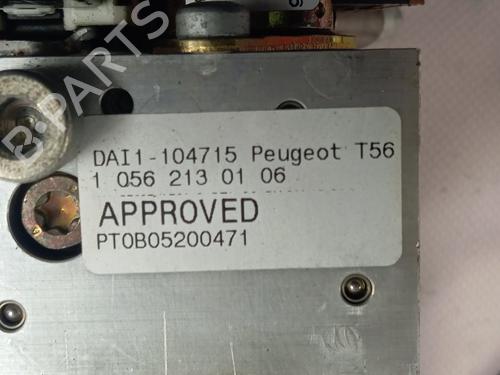 DAI1-104715 Peugeot T56
1 056 213 01 06
APPROVED
PT0B05200471
B-PARTS